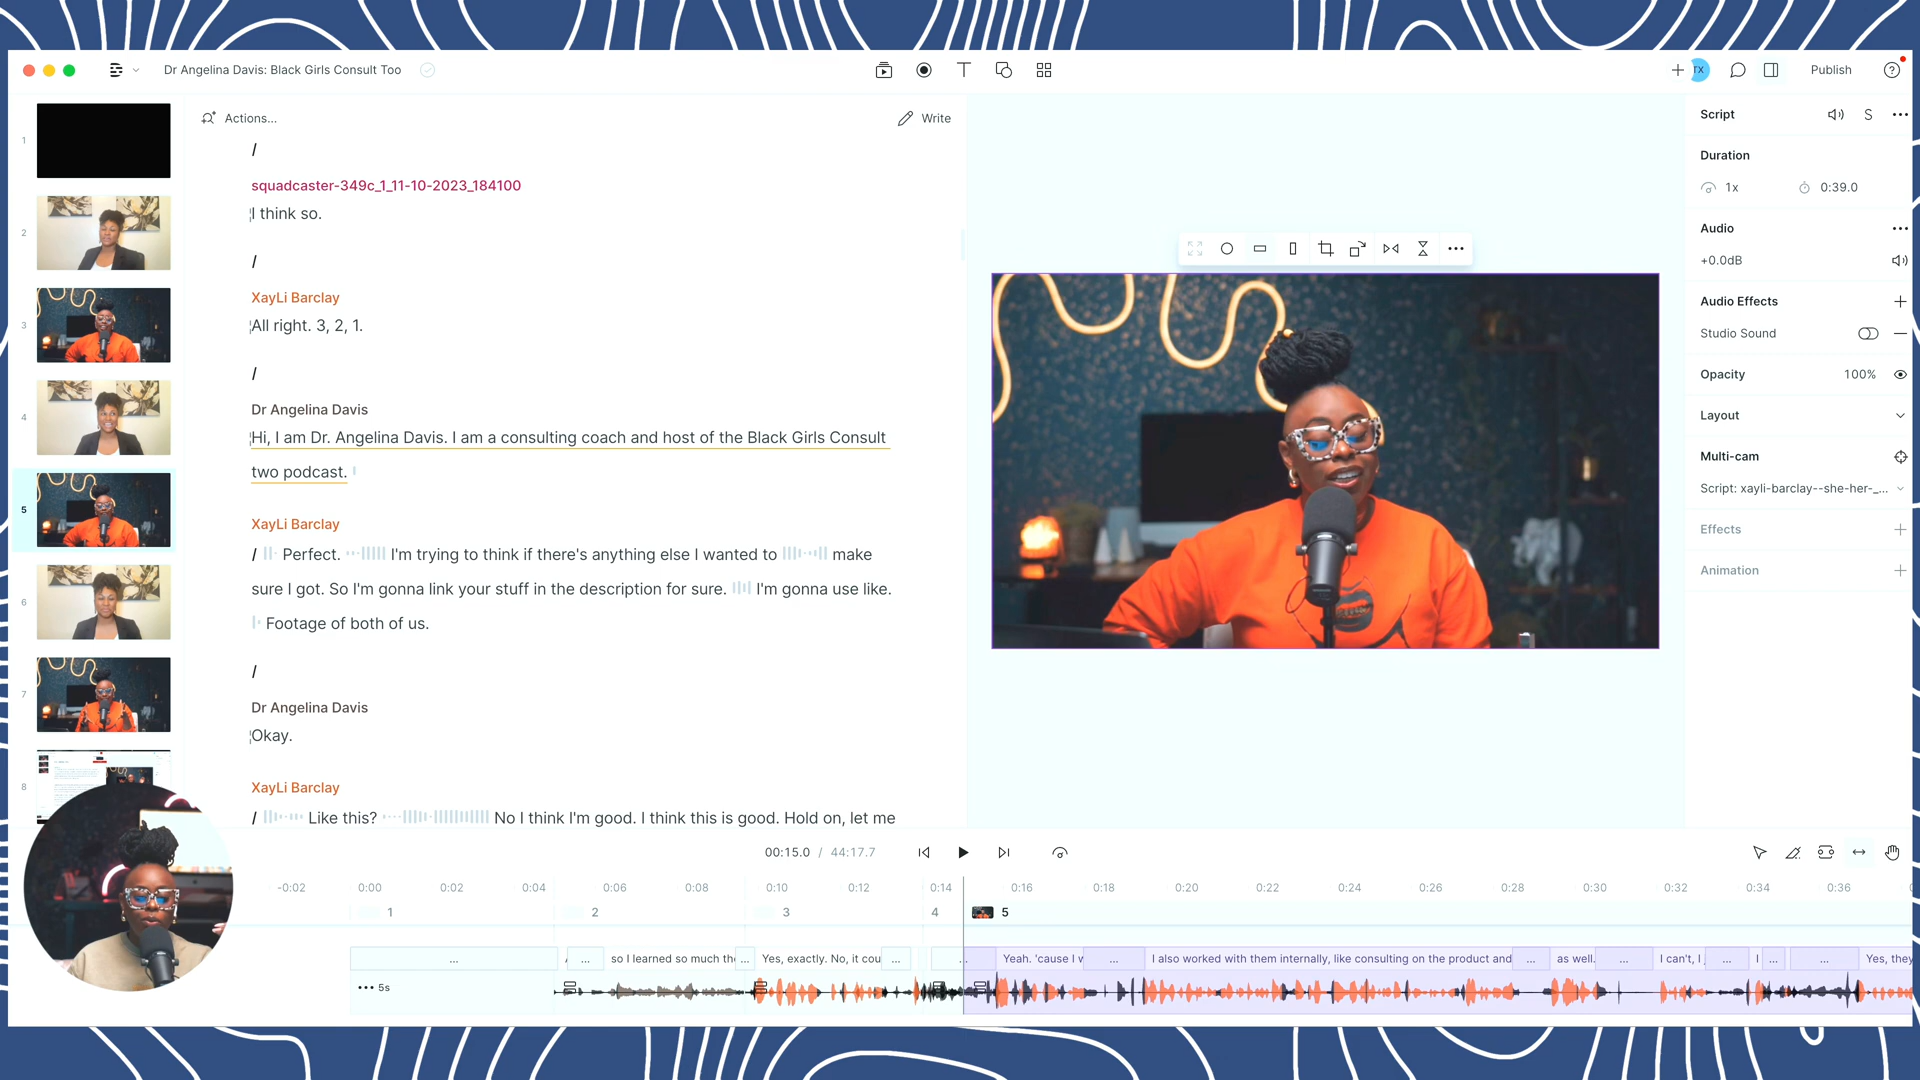 Dr Angelina Davis: Black Girls Consult Too
TX
Publish
Actions...
Write
/
squadcaster-349c_1_11-10-2023_184100
I think so.
/
XayLi Barclay
All right. 3, 2, 1.
/
Dr Angelina Davis
Hi, I am Dr. Angelina Davis. I am a consulting coach and host of the Black Girls Consult
two podcast.
XayLi Barclay
/ Perfect. I'm trying to think if there's anything else I wanted to make
sure I got. So I'm gonna link your stuff in the description for sure. I'm gonna use like.
Footage of both of us.
/
Dr Angelina Davis
Okay.
XayLi Barclay
/ Like this? No I think I'm good. I think this is good. Hold on, let me
1
2
3
4
5
6
7
8
Script
S
Duration
1x
0:39.0
Audio
+0.0dB
Audio Effects
Studio Sound
Opacity
100%
Layout
Multi-cam
Script: xayli-barclay--she-her-_...
Effects
Animation
00:15.0 / 44:17.7
-0:02 0:00 0:02 0:04 0:06 0:08 0:10 0:12 0:14 0:16 0:18 0:20 0:22 0:24 0:26 0:28 0:30 0:32 0:34 0:36
1 2 3 4 5
... ... so I learned so much the ... Yes, exactly. No, it cou ... ... Yeah. 'cause I w ... I also worked with them internally, like consulting on the product and ... as well. ... I can't, I ... I ... ... Yes, they
••• 5s